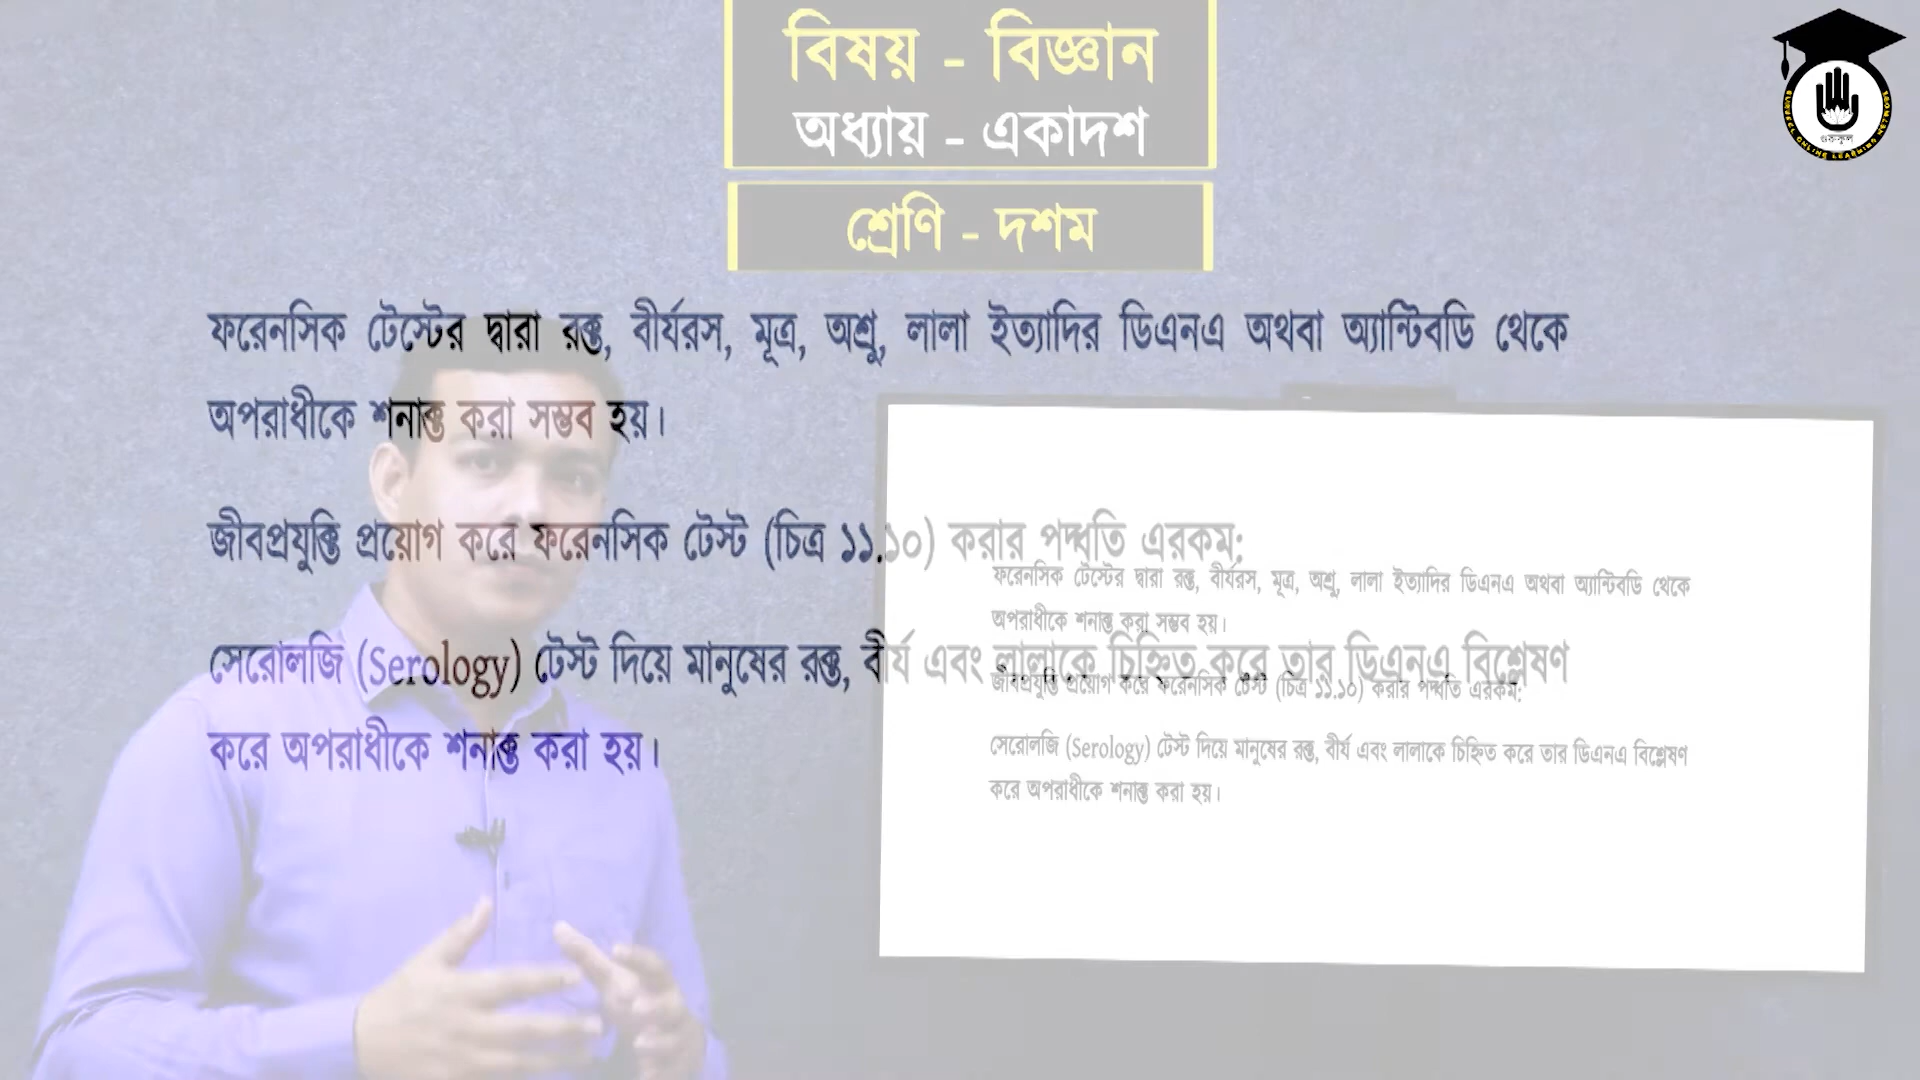 বিষয় - বিজ্ঞান
অধ্যায় - একাদশ
শ্রেণি - দশম
ফরেনসিক টেস্টের দ্বারা রক্ত, বীর্যরস, মূত্র, অশ্রু, লালা ইত্যাদির ডিএনএ অথবা অ্যান্টিবডি থেকে
অপরাধীকে শনাক্ত করা সম্ভব হয়।
জীবপ্রযুক্তি প্রয়োগ করে ফরেনসিক টেস্ট (চিত্র ১১.১০) করার পদ্ধতি এরকম:
সেরোলজি (Serology) টেস্ট দিয়ে মানুষের রক্ত, বীর্য এবং লালাকে চিহ্নিত করে তার ডিএনএ বিশ্লেষণ
করে অপরাধীকে শনাক্ত করা হয়।
ফরেনসিক টেস্টের দ্বারা রক্ত, বীর্যরস, মূত্র, অশ্রু, লালা ইত্যাদির ডিএনএ অথবা অ্যান্টিবডি থেকে
অপরাধীকে শনাক্ত করা সম্ভব হয়।
জীবপ্রযুক্তি প্রয়োগ করে ফরেনসিক টেস্ট (চিত্র ১১.১০) করার পদ্ধতি এরকম:
সেরোলজি (Serology) টেস্ট দিয়ে মানুষের রক্ত, বীর্য এবং লালাকে চিহ্নিত করে তার ডিএনএ বিশ্লেষণ
করে অপরাধীকে শনাক্ত করা হয়।
গুরুকুল
GURUKUL ONLINE LEARNING NETWORK